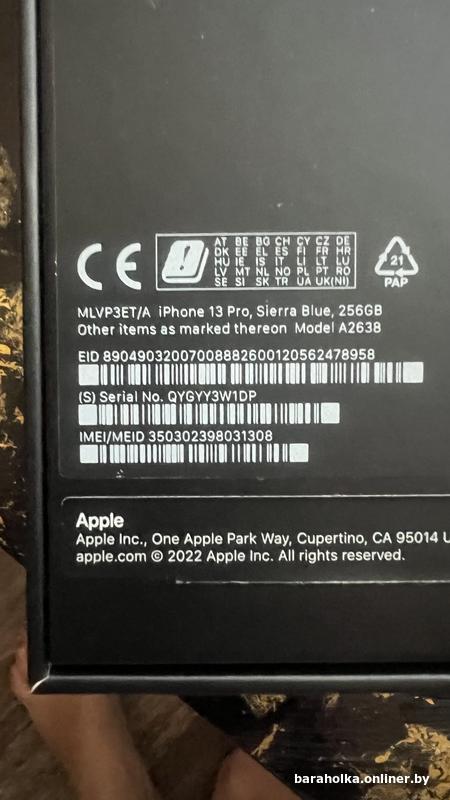 CE
AT BE BG CH CY CZ DE
DK EE EL ES FI FR HR
HU IE IS IT LI LT LU
LV MT NL NO PL PT RO
SE SI SK TR UA UK(NI)
21
PAP
MLVP3ET/A iPhone 13 Pro, Sierra Blue, 256GB
Other items as marked thereon Model A2638
EID 89049032007008882600120562478958
(S) Serial No. QYGYY3W1DP
IMEI/MEID 350302398031308
Apple
Apple Inc., One Apple Park Way, Cupertino, CA 95014 U
apple.com © 2022 Apple Inc. All rights reserved.
baraholka.onliner.by